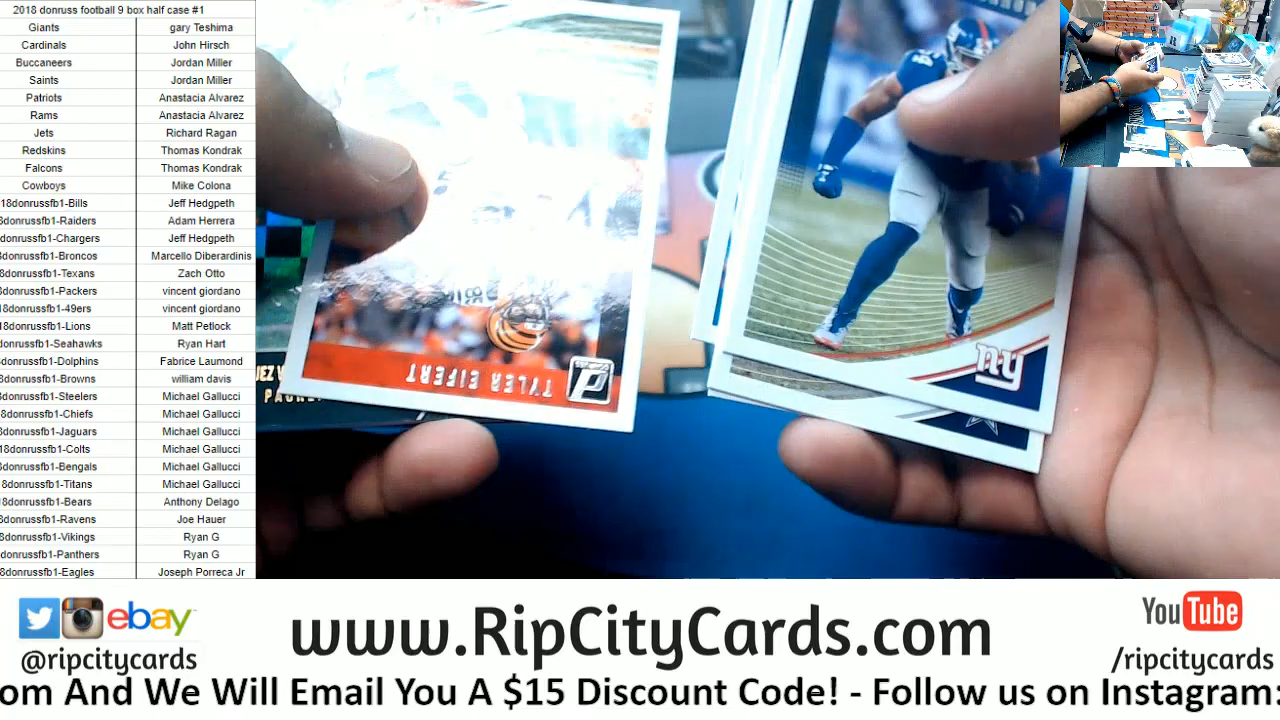 2018 donruss football 9 box half case #1
Giants gary Teshima
Cardinals John Hirsch
Buccaneers Jordan Miller
Saints Jordan Miller
Patriots Anastacia Alvarez
Rams Anastacia Alvarez
Jets Richard Ragan
Redskins Thomas Kondrak
Falcons Thomas Kondrak
Cowboys Mike Colona
18donrussfb1-Bills Jeff Hedgpeth
8donrussfb1-Raiders Adam Herrera
donrussfb1-Chargers Jeff Hedgpeth
8donrussfb1-Broncos Marcello Diberardinis
8donrussfb1-Texans Zach Otto
8donrussfb1-Packers vincent giordano
18donrussfb1-49ers vincent giordano
18donrussfb1-Lions Matt Petlock
donrussfb1-Seahawks Ryan Hart
donrussfb1-Dolphins Fabrice Laumond
8donrussfb1-Browns william davis
8donrussfb1-Steelers Michael Gallucci
8donrussfb1-Chiefs Michael Gallucci
8donrussfb1-Jaguars Michael Gallucci
18donrussfb1-Colts Michael Gallucci
8donrussfb1-Bengals Michael Gallucci
8donrussfb1-Titans Michael Gallucci
8donrussfb1-Bears Anthony Delago
8donrussfb1-Ravens Joe Hauer
8donrussfb1-Vikings Ryan G
donrussfb1-Panthers Ryan G
8donrussfb1-Eagles Joseph Porreca Jr
TYLER EIFERT
ny
ebay
@ripcitycards
www.RipCityCards.com
YouTube
/ripcitycards
om And We Will Email You A $15 Discount Code! - Follow us on Instagram: